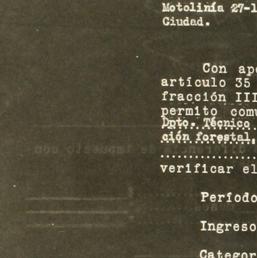 Motolinía 27-1
Ciudad.
Con apo
artículo 35
fracción III
permito comu
Dpto. Técnico
ción forestal,
verificar el
Período
Ingreso
Categor